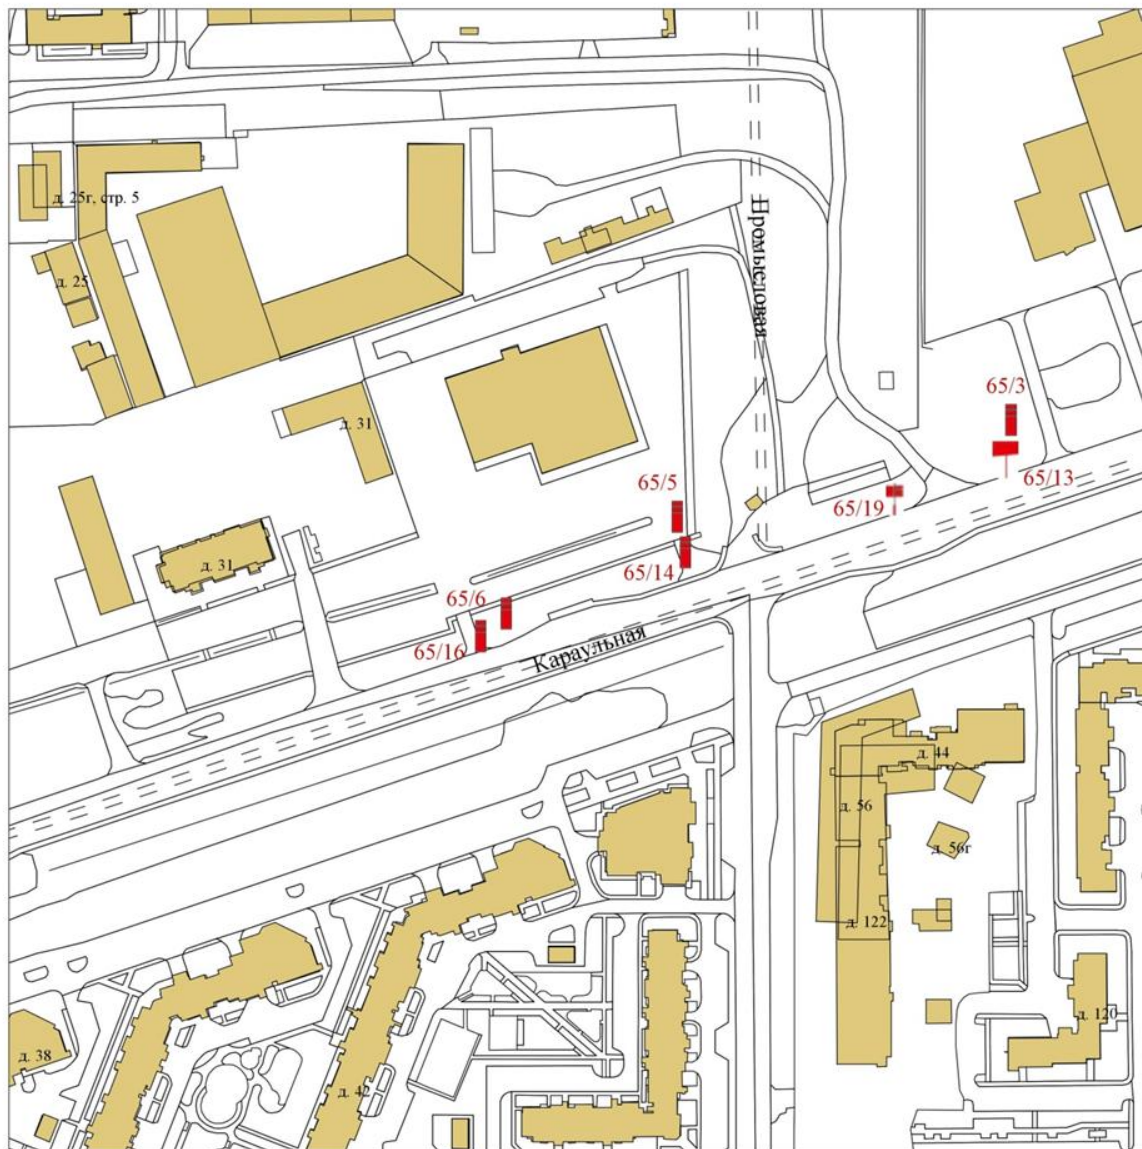 д. 25г, стр. 5
Промысловая
д. 25
65/3
д. 31
65/13
65/5
65/19
д. 31
65/14
65/6
Караульная
65/16
д. 44
д. 56
д. 56г
д. 122
д. 120
д. 38
д. 42